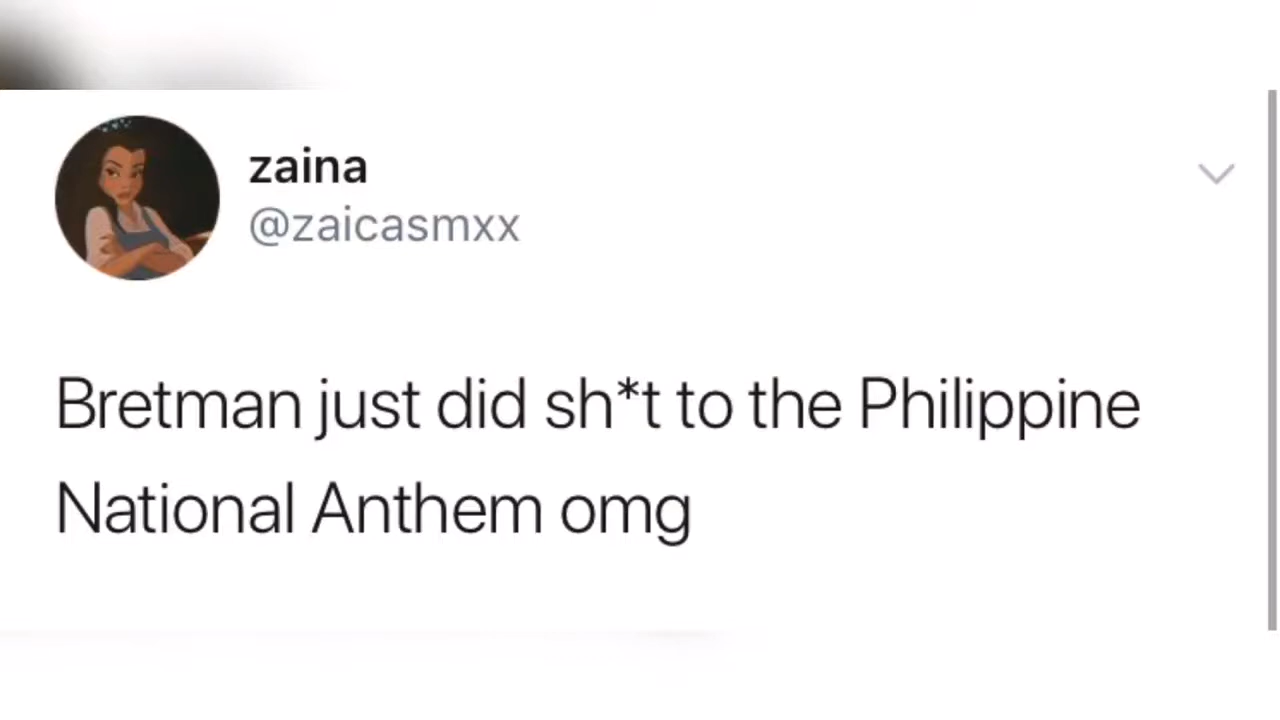 zaina
@zaicasmxx
Bretman just did sh*t to the Philippine
National Anthem omg